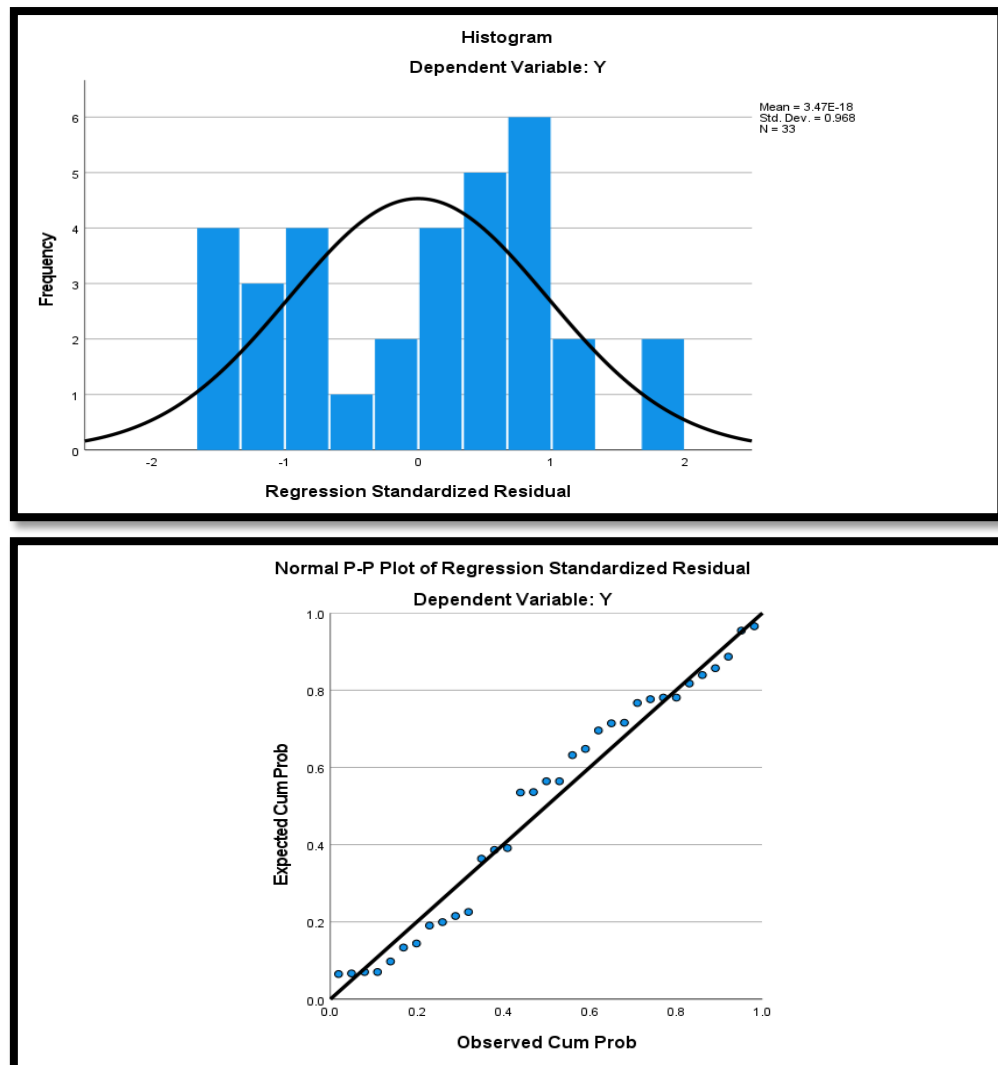 Histogram
Dependent Variable: Y
Mean = 3.47E-18
Std. Dev. = 0.968
N = 33
Frequency
6
5
4
3
2
1
0
-2 -1 0 1 2
Regression Standardized Residual
Normal P-P Plot of Regression Standardized Residual
Dependent Variable: Y
Expected Cum Prob
1.0
0.8
0.6
0.4
0.2
0.0
0.0 0.2 0.4 0.6 0.8 1.0
Observed Cum Prob